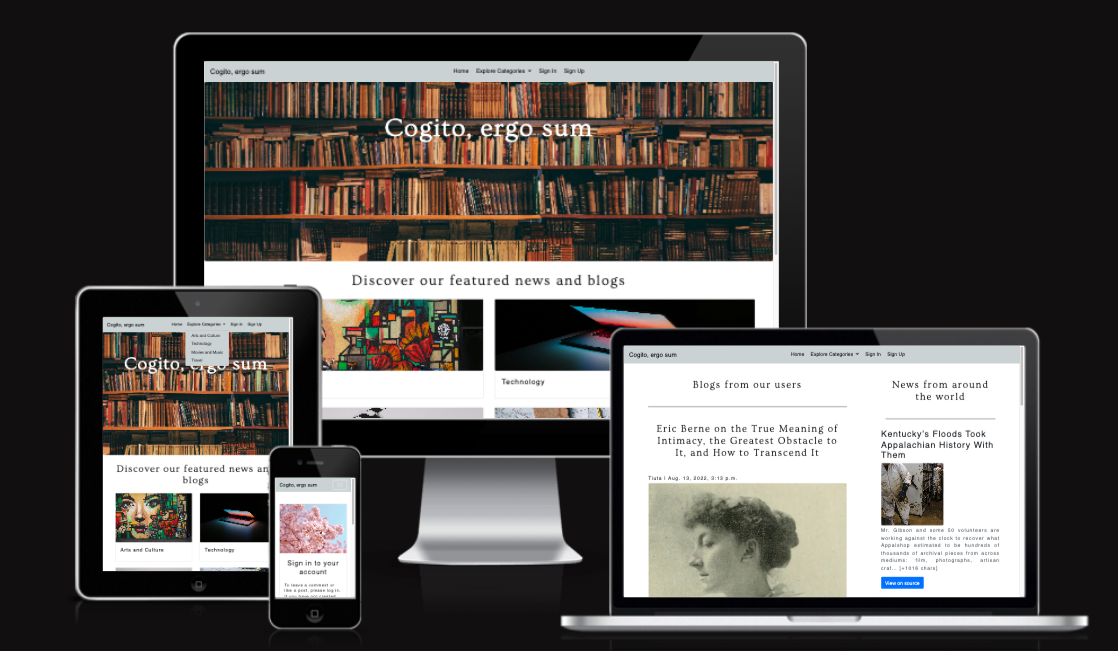 Cogito, ergo sum
Home Explore Categories Sign In Sign Up
Cogito, ergo sum
Discover our featured news and blogs
Technology
Cogito, ergo sum
Home Explore Categories Sign In Sign Up
Arts and Culture
Technology
Movies and Music
Travel
Cogito, ergo sum
Discover our featured news an
blogs
Arts and Culture
Technology
Cogito, ergo sum
Sign in to your
account
To leave a comment or
like a post, please log in.
If you have not created
Cogito, ergo sum
Home Explore Categories Sign In Sign Up
Blogs from our users
Eric Berne on the True Meaning of
Intimacy, the Greatest Obstacle to
It, and How to Transcend It
Tiuta | Aug. 13, 2022, 3:13 p.m.
News from around
the world
Kentucky's Floods Took
Appalachian History With
Them
Mr. Gibson and some 50 volunteers are
working against the clock to recover what
Appalshop estimated to be hundreds of
thousands of archival pieces from across
mediums: film, photographs, artisan
craf… [+1016 chars]
View on source